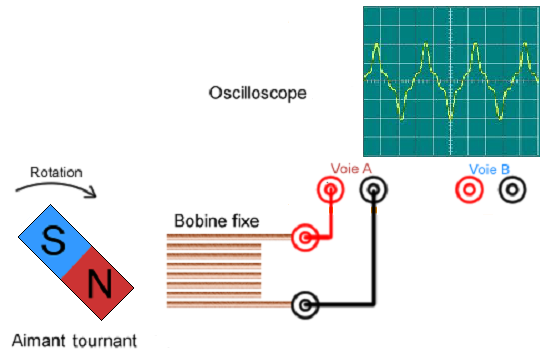 Oscilloscope
Voie A
Voie B
Rotation
Bobine fixe
S
N
Aimant tournant